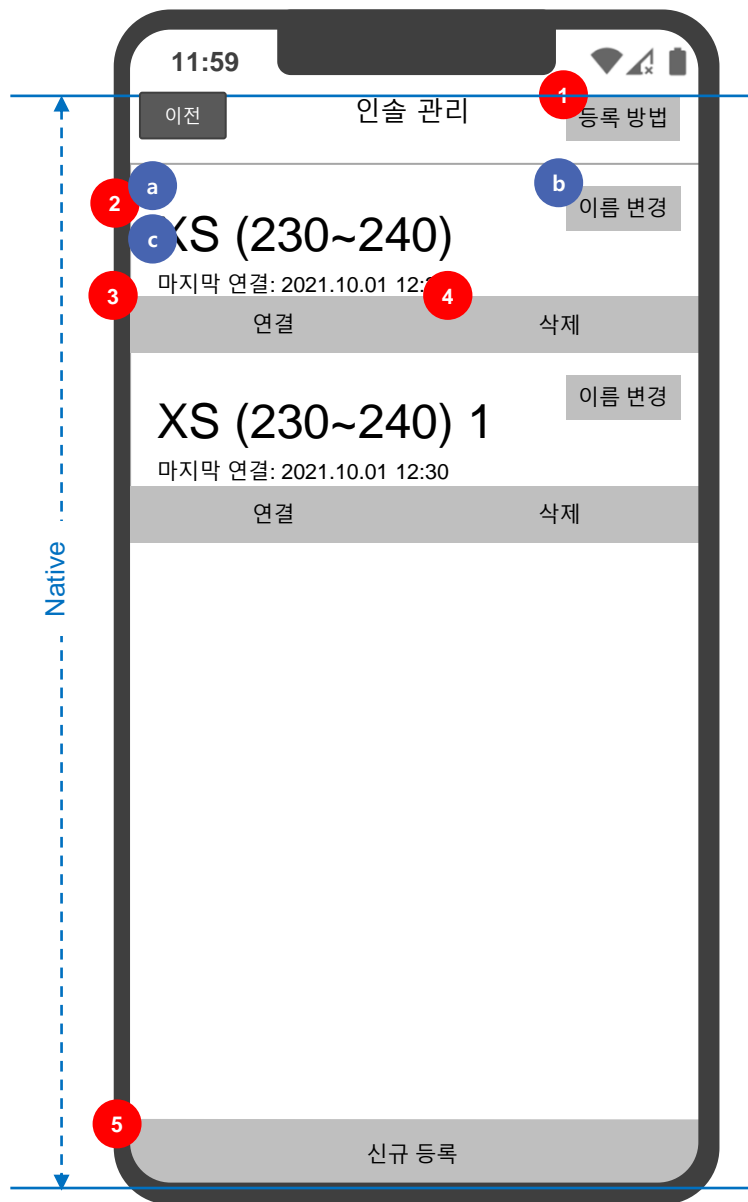 11:59
이전
인솔 관리
1
등록 방법
a
b
2
이름 변경
c
XS (230~240)
마지막 연결: 2021.10.01 12:
3
4
연결
삭제
이름 변경
XS (230~240) 1
마지막 연결: 2021.10.01 12:30
연결
삭제
Native
5
신규 등록